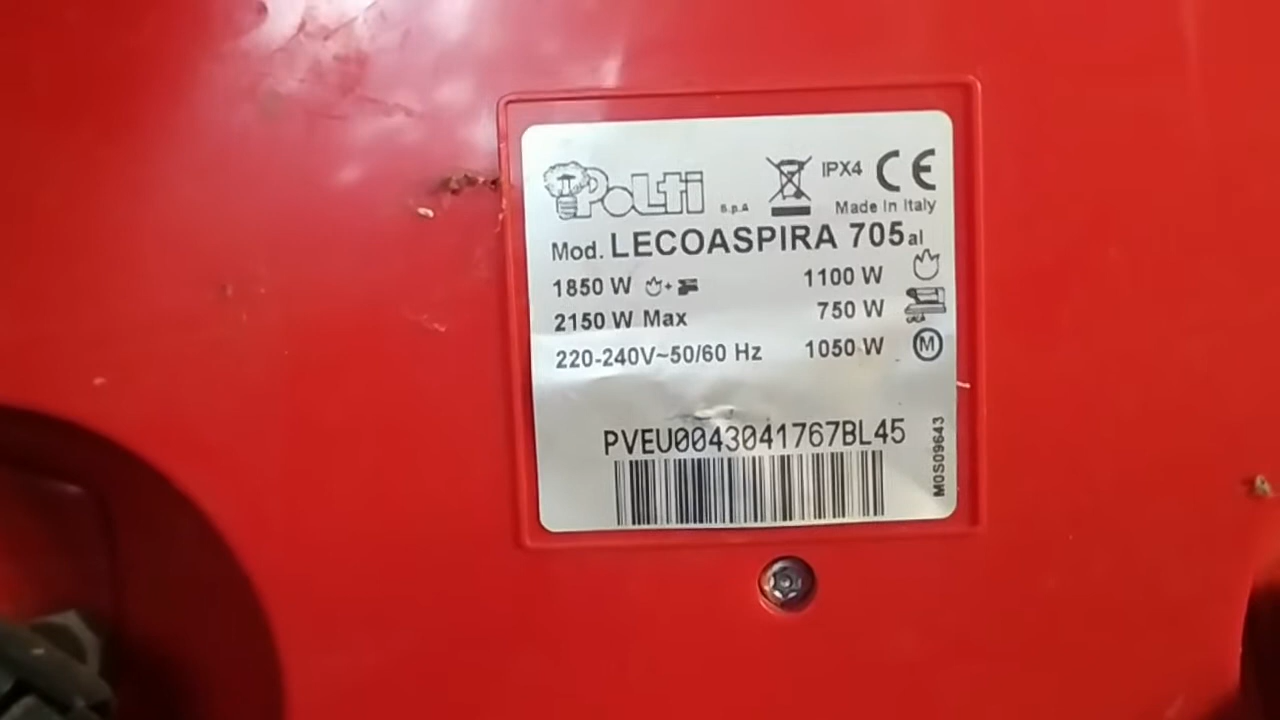 Polti S.p.A IPX4 CE
Made In Italy
Mod. LECOASPIRA 705 al
1850 W + 1100 W
2150 W Max 750 W
220-240V~50/60 Hz 1050 W M
PVEU0043041767BL45
M0S09643